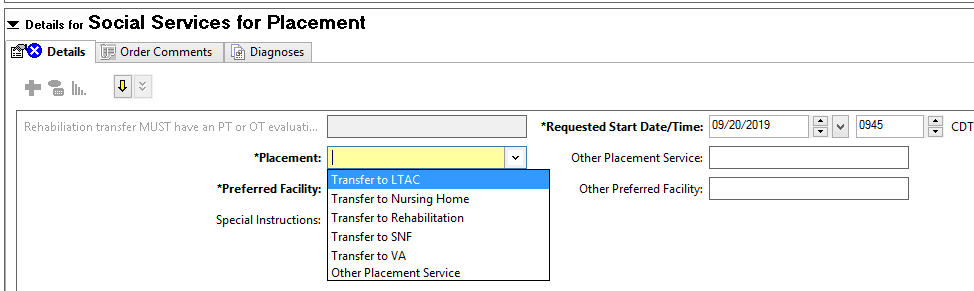 Details for Social Services for Placement
Details Order Comments Diagnoses
Rehabiliation transfer MUST have an PT or OT evaluati... *Requested Start Date/Time: 09/20/2019 0945 CDT
*Placement: Other Placement Service:
*Preferred Facility: Other Preferred Facility:
Special Instructions:
Transfer to LTAC
Transfer to Nursing Home
Transfer to Rehabilitation
Transfer to SNF
Transfer to VA
Other Placement Service